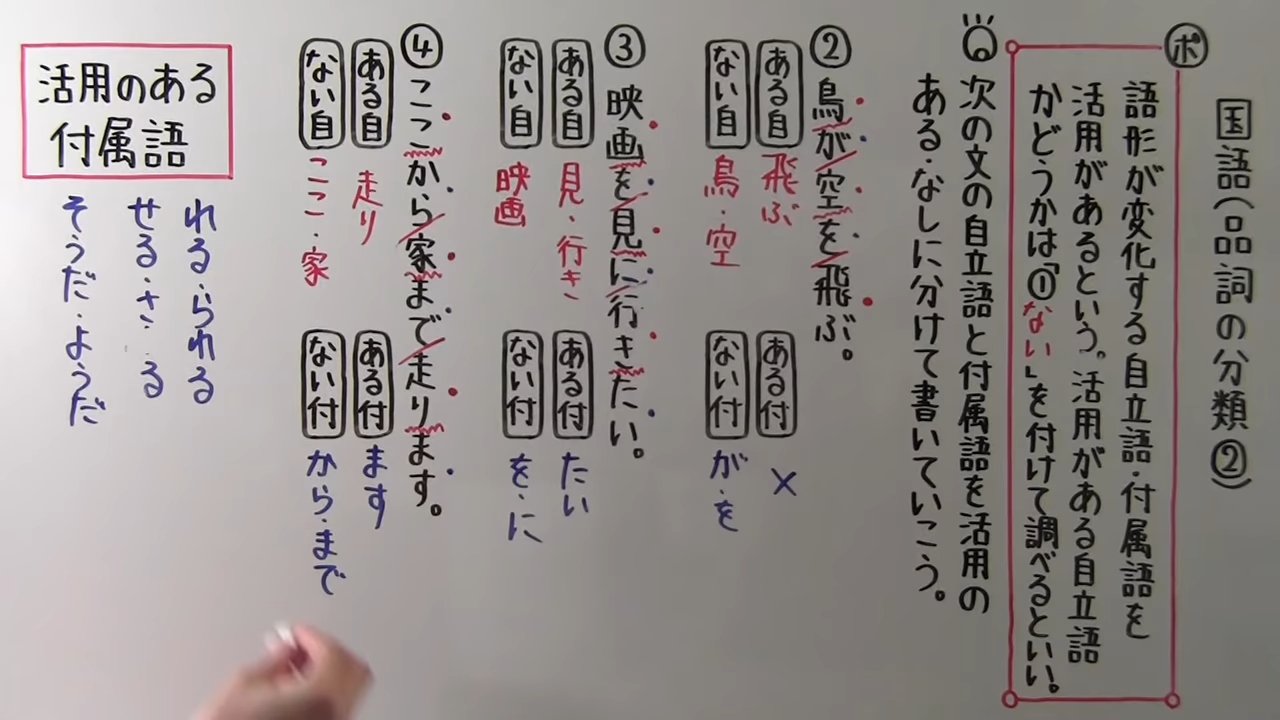 国語(品詞の分類②)
ポ
語形が変化する自立語・付属語を
活用があるという。活用がある自立語
かどうかは「①ない」を付けて調べるといい。
次の文の自立語と付属語を活用の
ある・なしに分けて書いていこう。
②鳥が空を飛ぶ。
ある自 飛ぶ
ある付 ×
ない自 鳥・空
ない付 が・を
③映画を見に行きたい。
ある自 見・行き
ある付 たい
ない自 映画
ない付 を・に
④ここから家まで走ります。
ある自 走り
ある付 ます
ない自 ここ・家
ない付 から・まで
活用のある
付属語
れる・られる
せる・さ る
そうだ・ようだ